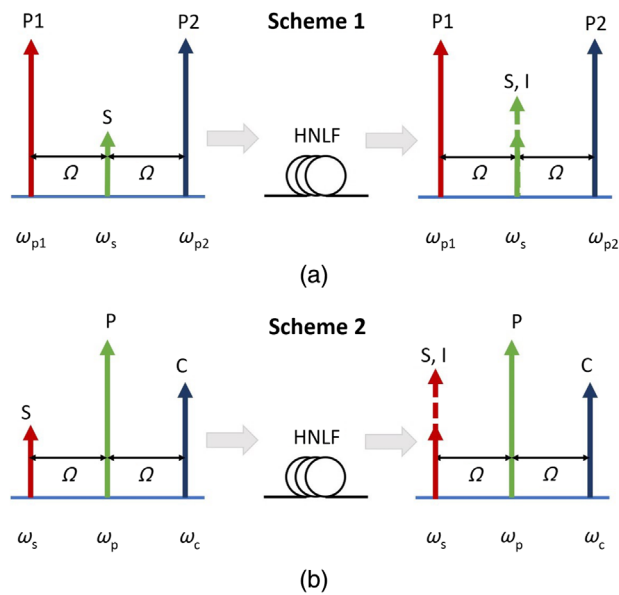 Scheme 1
P1 P2 P1 P2
S S, I
HNLF
Ω Ω Ω Ω
ωp1 ωs ωp2 ωp1 ωs ωp2
(a)
Scheme 2
P P
S C S, I C
HNLF
Ω Ω Ω Ω
ωs ωp ωc ωs ωp ωc
(b)